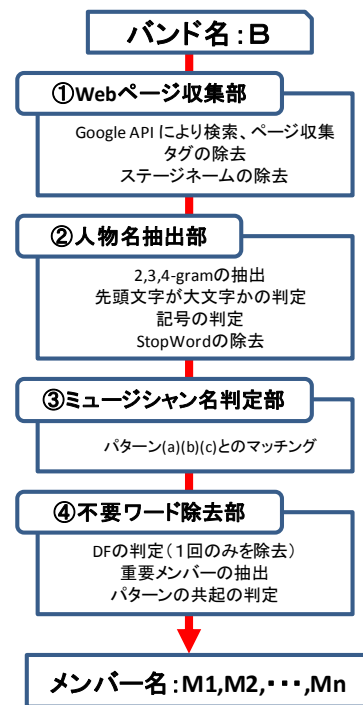 バンド名：B
①Webページ収集部
Google API により検索、ページ収集
タグの除去
ステージネームの除去
②人物名抽出部
2,3,4-gramの抽出
先頭文字が大文字かの判定
記号の判定
StopWordの除去
③ミュージシャン名判定部
パターン(a)(b)(c)とのマッチング
④不要ワード除去部
DFの判定（１回のみを除去）
重要メンバーの抽出
パターンの共起の判定
メンバー名：M1,M2,・・・,Mn